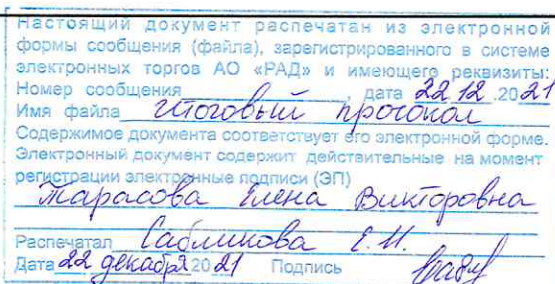 Настоящий документ распечатан из электронной
формы сообщения (файла), зарегистрированного в системе
электронных торгов АО «РАД» и имеющего реквизиты:
Номер сообщения , дата 22 12 .2021
Имя файла итоговый протокол
Содержимое документа соответствует его электронной форме.
Электронный документ содержит действительные на момент
регистрации электронные подписи (ЭП)
Тарасова Елена Викторовна
Распечатал Саблинова Е.Н.
Дата 22 декабря 2021 Подпись